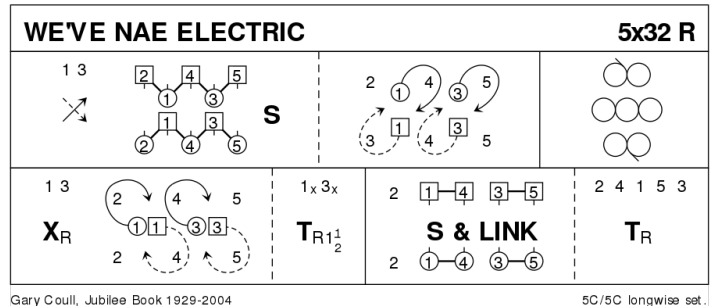 WE'VE NAE ELECTRIC 5x32 R
1 3
2 4 5
1 3
S
1 3
2 4 5
2 4 5
1 3
1 3
3 4 5
1 3
2 4 5
XR
1 1 3 3
2 4 5
1x 3x
TR1 1/2
2 1 4 3 5
S & LINK
2 1 4 3 5
2 4 1 5 3
TR
Gary Coull, Jubilee Book 1929-2004 5C/5C longwise set.